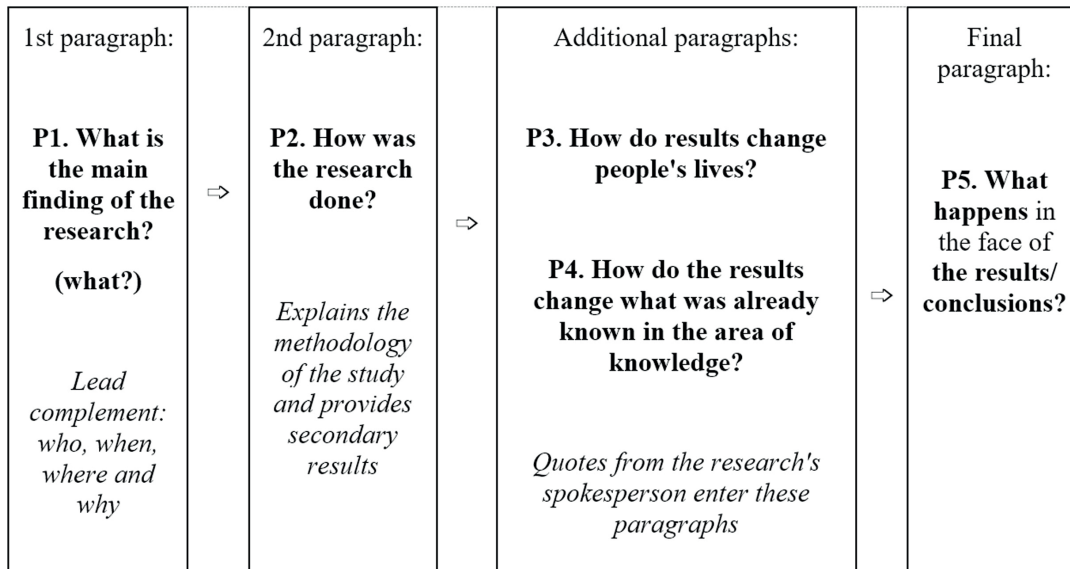 1st paragraph:
P1. What is
the main
finding of the
research?
(what?)
Lead
complement:
who, when,
where and
why
2nd paragraph:
P2. How was
the research
done?
Explains the
methodology
of the study
and provides
secondary
results
Additional paragraphs:
P3. How do results change
people's lives?
P4. How do the results
change what was already
known in the area of
knowledge?
Quotes from the research's
spokesperson enter these
paragraphs
Final
paragraph:
P5. What
happens in
the face of
the results/
conclusions?